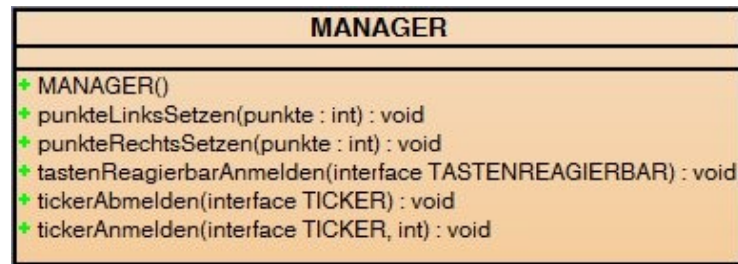 MANAGER
+ MANAGER()
+ punkteLinksSetzen(punkte : int) : void
+ punkteRechtsSetzen(punkte : int) : void
+ tastenReagierbarAnmelden(interface TASTENREAGIERBAR) : void
+ tickerAbmelden(interface TICKER) : void
+ tickerAnmelden(interface TICKER, int) : void